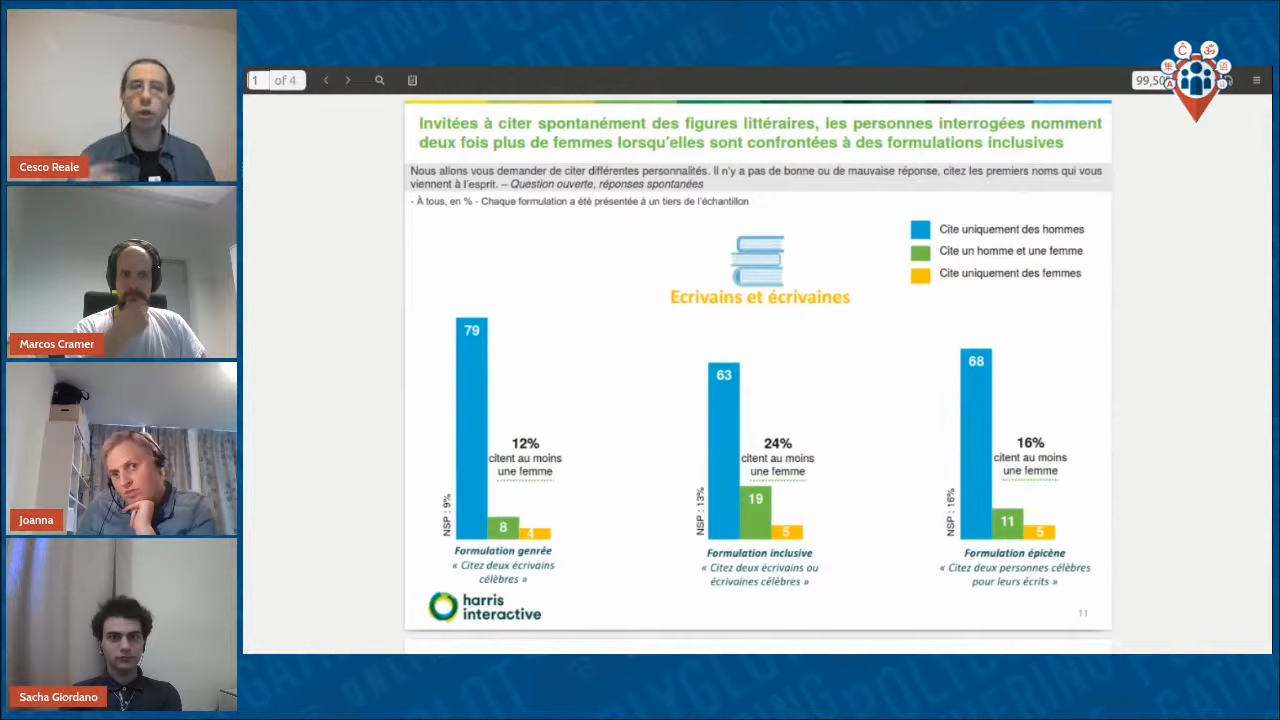 Cesco Reale
Marcos Cramer
Joanna
Sacha Giordano
1 of 4
Invitées à citer spontanément des figures littéraires, les personnes interrogées nomment
deux fois plus de femmes lorsqu'elles sont confrontées à des formulations inclusives
Nous allons vous demander de citer différentes personnalités. Il n'y a pas de bonne ou de mauvaise réponse, citez les premiers noms qui vous
viennent à l'esprit. – Question ouverte, réponses spontanées
- À tous, en % - Chaque formulation a été présentée à un tiers de l'échantillon
Cite uniquement des hommes
Cite un homme et une femme
Cite uniquement des femmes
Ecrivains et écrivaines
79
12%
citent au moins
une femme
NSP : 9%
8
4
Formulation genrée
« Citez deux écrivains
célèbres »
63
24%
citent au moins
une femme
NSP : 13%
19
5
Formulation inclusive
« Citez deux écrivains ou
écrivaines célèbres »
68
16%
citent au moins
une femme
NSP : 16%
11
5
Formulation épicène
« Citez deux personnes célèbres
pour leurs écrits »
harris
interactive
11